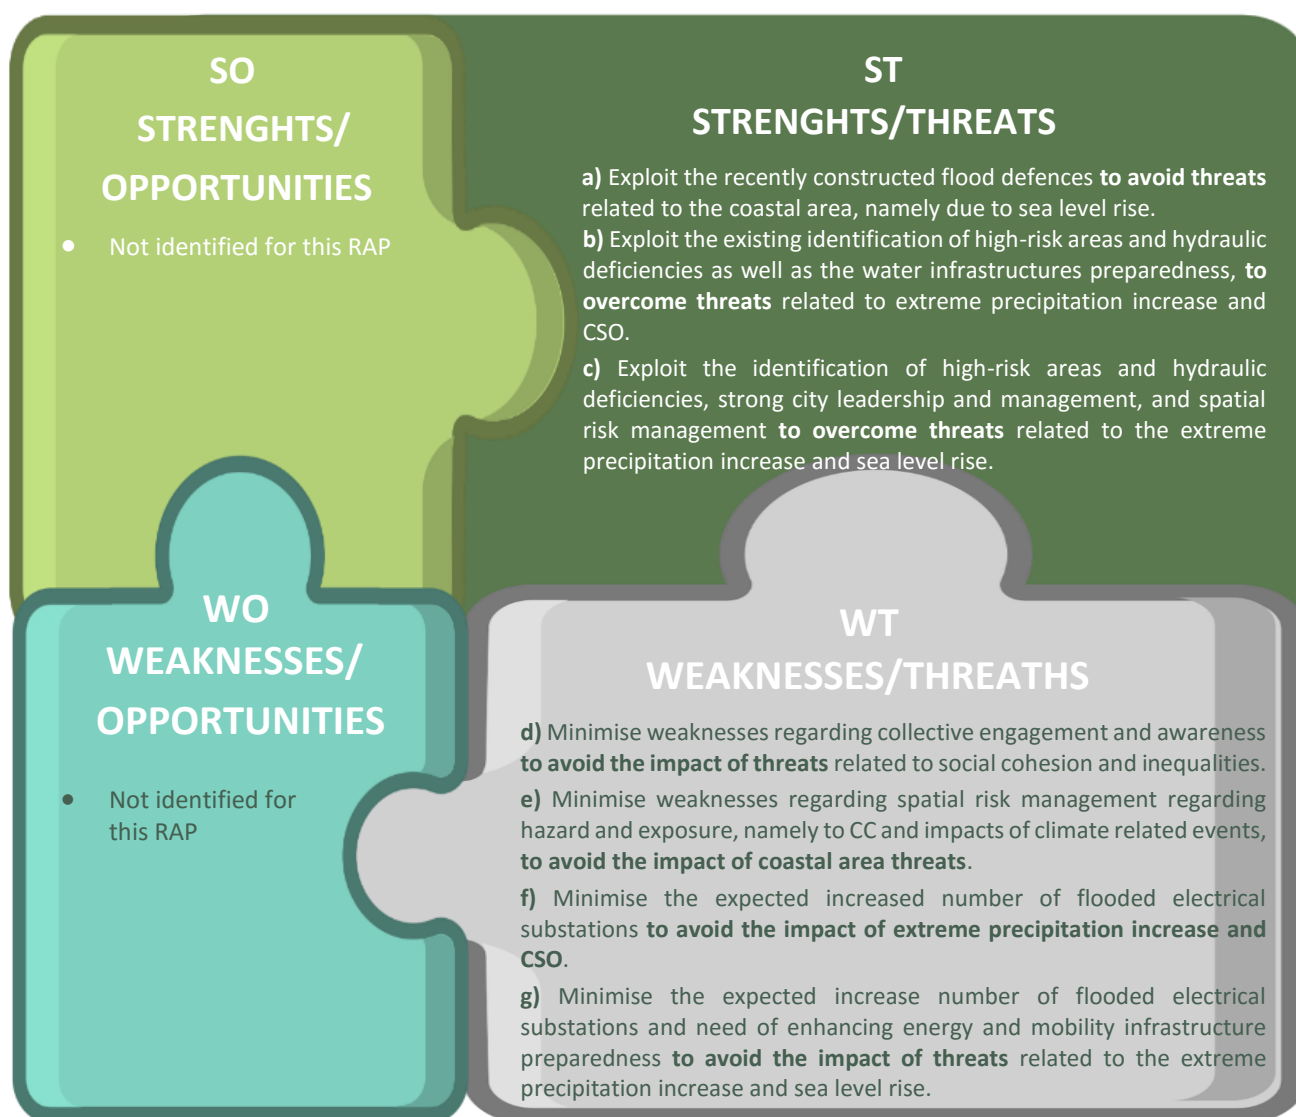 SO
STRENGHTS/
OPPORTUNITIES
• Not identified for this RAP
ST
STRENGHTS/THREATS
a) Exploit the recently constructed flood defences to avoid threats
related to the coastal area, namely due to sea level rise.
b) Exploit the existing identification of high-risk areas and hydraulic
deficiencies as well as the water infrastructures preparedness, to
overcome threats related to extreme precipitation increase and
CSO.
c) Exploit the identification of high-risk areas and hydraulic
deficiencies, strong city leadership and management, and spatial
risk management to overcome threats related to the extreme
precipitation increase and sea level rise.
WO
WEAKNESSES/
OPPORTUNITIES
• Not identified for
this RAP
WT
WEAKNESSES/THREATHS
d) Minimise weaknesses regarding collective engagement and awareness
to avoid the impact of threats related to social cohesion and inequalities.
e) Minimise weaknesses regarding spatial risk management regarding
hazard and exposure, namely to CC and impacts of climate related events,
to avoid the impact of coastal area threats.
f) Minimise the expected increased number of flooded electrical
substations to avoid the impact of extreme precipitation increase and
CSO.
g) Minimise the expected increase number of flooded electrical
substations and need of enhancing energy and mobility infrastructure
preparedness to avoid the impact of threats related to the extreme
precipitation increase and sea level rise.